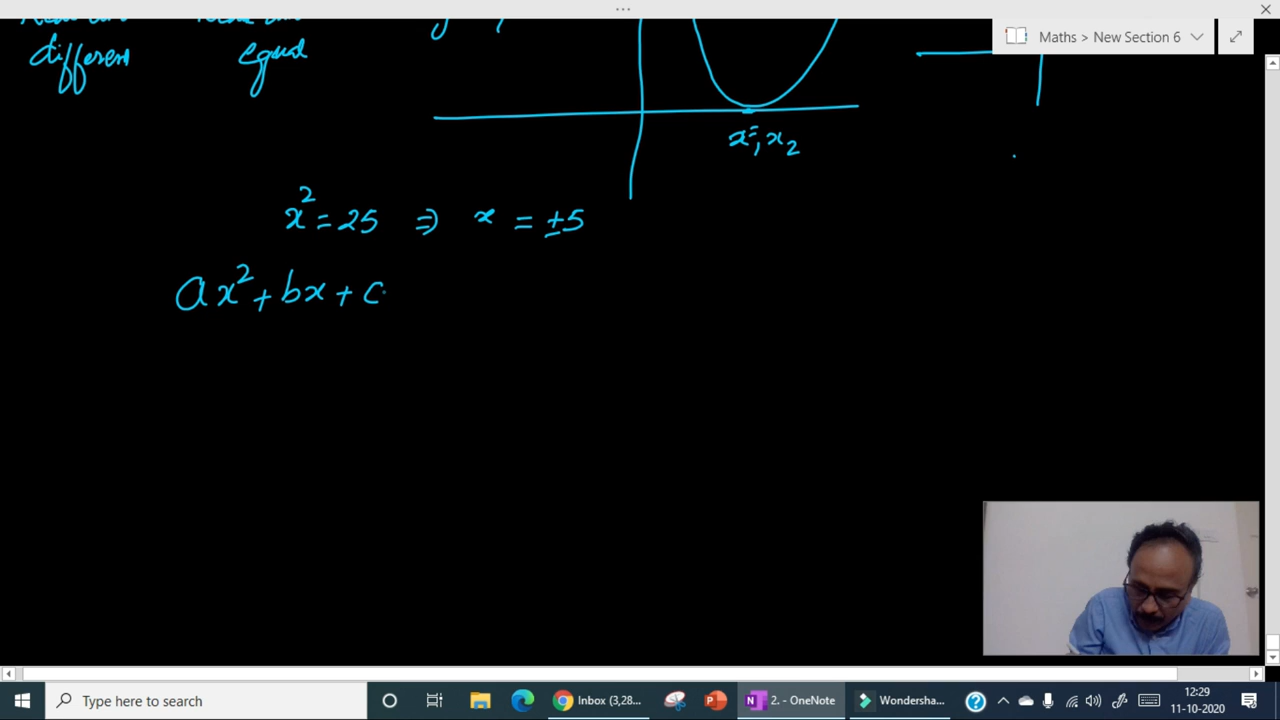 ...
Maths > New Section 6
different equal
x̄, x₂
x² = 25 ⇒ x = ±5
ax² + bx + c
Type here to search
Inbox (3,28...
2. - OneNote
Wondersha...
12:29
11-10-2020